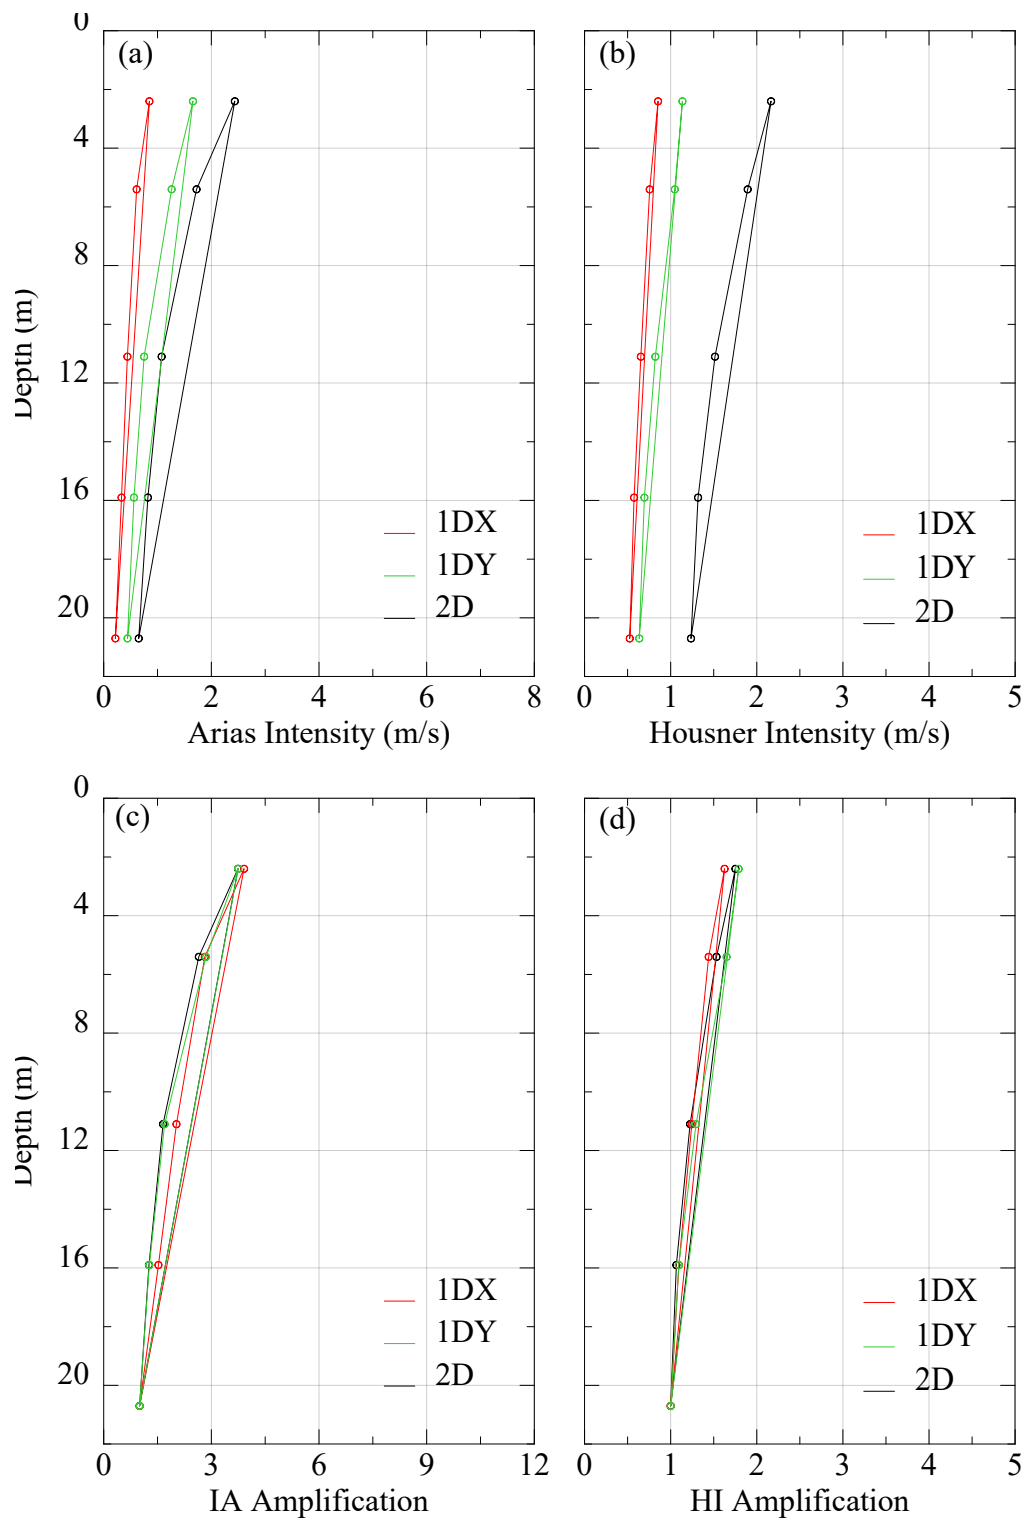 (a)
0
4
8
12
16
20
Depth (m)
1DX
1DY
2D
0 2 4 6 8
Arias Intensity (m/s)
(b)
1DX
1DY
2D
0 1 2 3 4 5
Housner Intensity (m/s)
(c)
0
4
8
12
16
20
Depth (m)
1DX
1DY
2D
0 3 6 9 12
IA Amplification
(d)
1DX
1DY
2D
0 1 2 3 4 5
HI Amplification